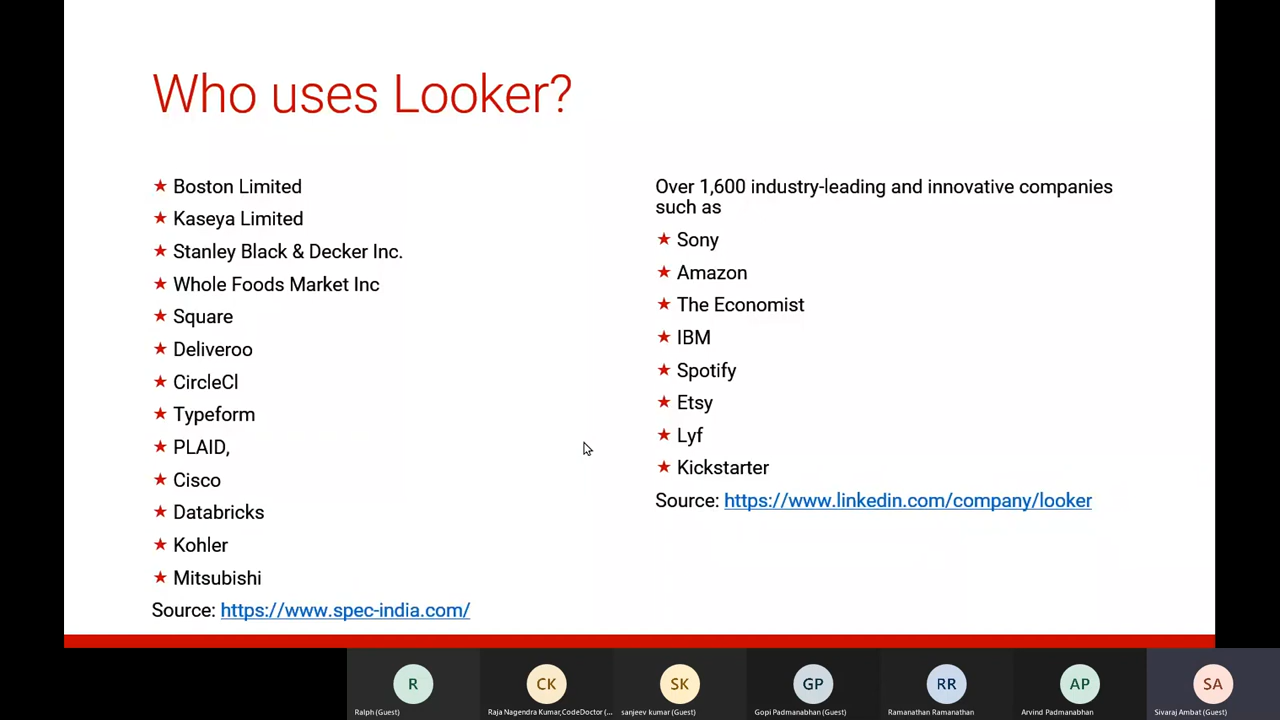 Who uses Looker?
★ Boston Limited
★ Kaseya Limited
★ Stanley Black & Decker Inc.
★ Whole Foods Market Inc
★ Square
★ Deliveroo
★ CircleCl
★ Typeform
★ PLAID,
★ Cisco
★ Databricks
★ Kohler
★ Mitsubishi
Source: https://www.spec-india.com/
Over 1,600 industry-leading and innovative companies
such as
★ Sony
★ Amazon
★ The Economist
★ IBM
★ Spotify
★ Etsy
★ Lyf
★ Kickstarter
Source: https://www.linkedin.com/company/looker
R
Ralph (Guest)
CK
Raja Nagendra Kumar,CodeDoctor (...
SK
sanjeev kumar (Guest)
GP
Gopi Padmanabhan (Guest)
RR
Ramanathan Ramanathan
AP
Arvind Padmanabhan
SA
Sivaraj Ambat (Guest)